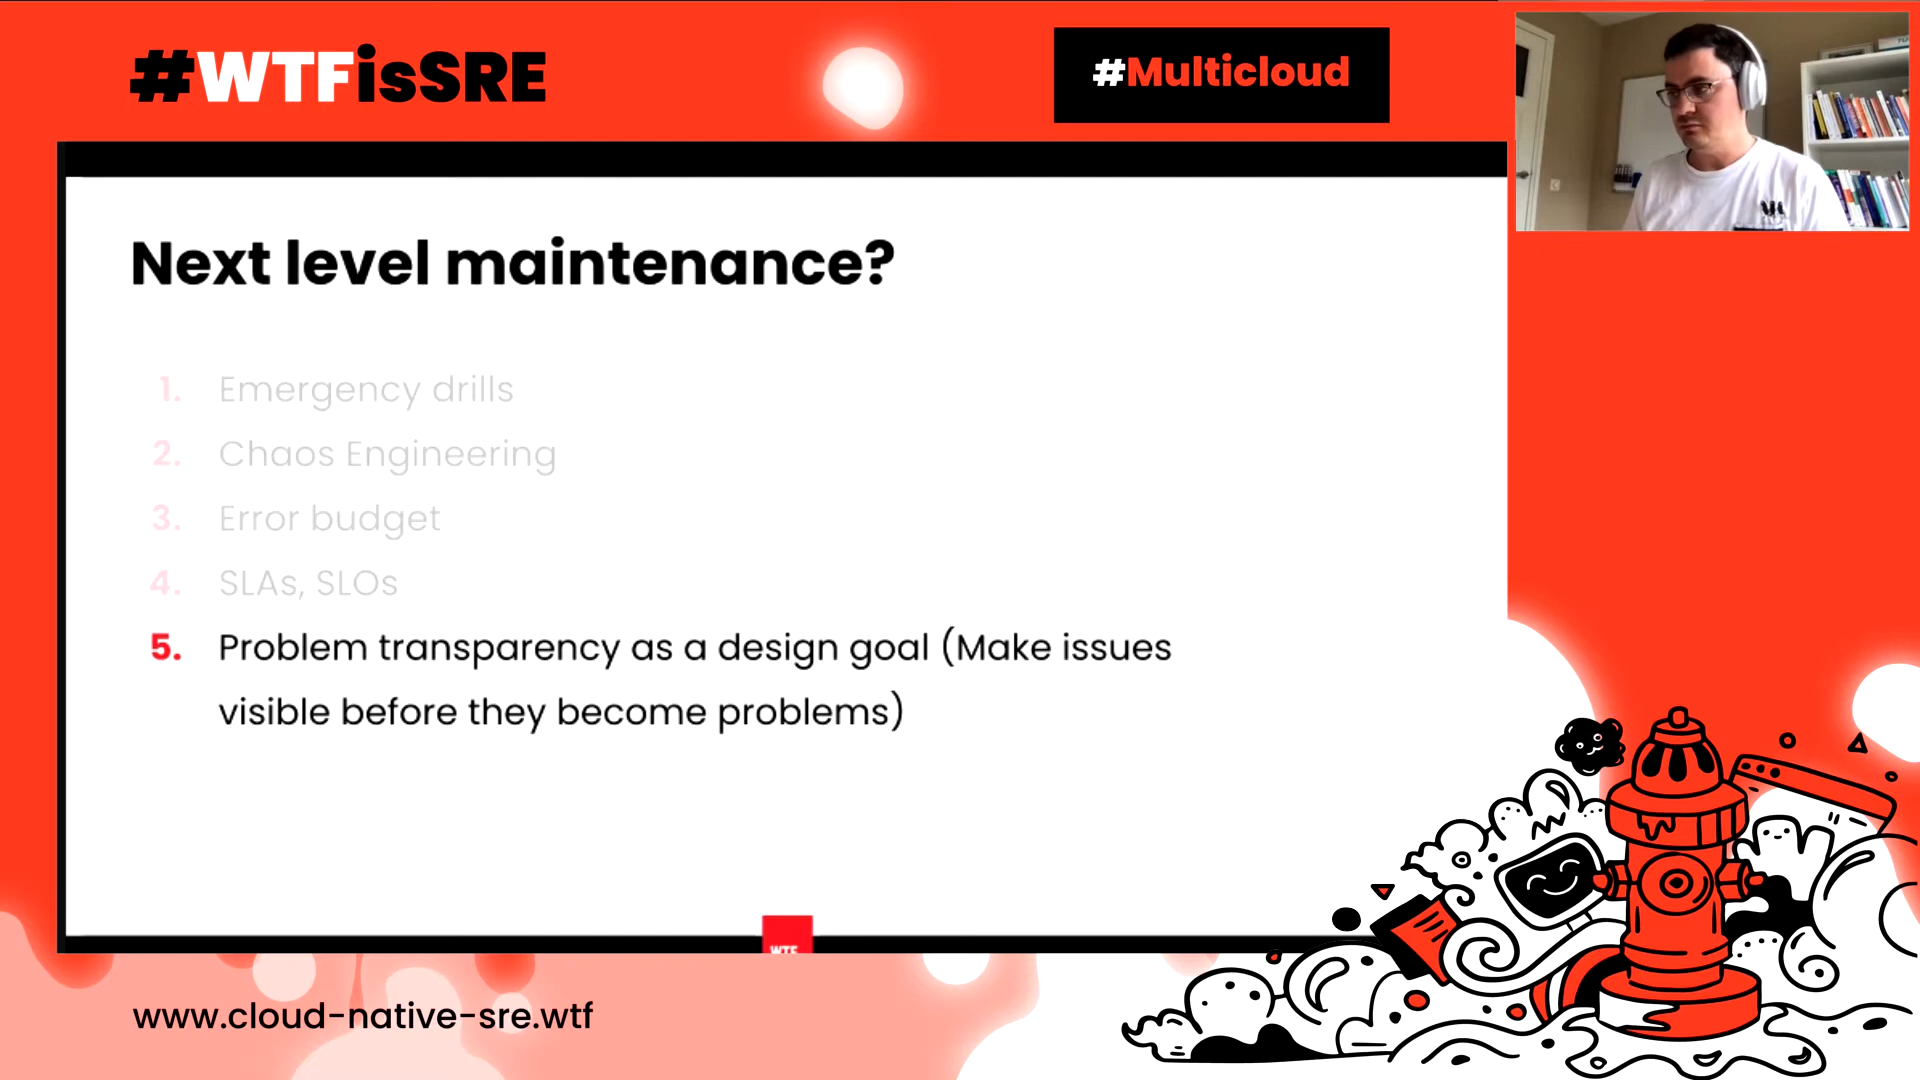 #WTFisSRE
#Multicloud
Next level maintenance?
1. Emergency drills
2. Chaos Engineering
3. Error budget
4. SLAs, SLOs
5. Problem transparency as a design goal (Make issues
visible before they become problems)
WTF
www.cloud-native-sre.wtf